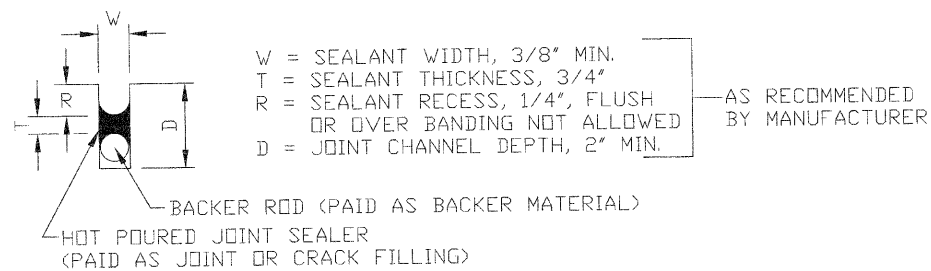 W
R
T
D
W = SEALANT WIDTH, 3/8" MIN.
T = SEALANT THICKNESS, 3/4"
R = SEALANT RECESS, 1/4", FLUSH
OR OVER BANDING NOT ALLOWED
D = JOINT CHANNEL DEPTH, 2" MIN.
AS RECOMMENDED
BY MANUFACTURER
BACKER ROD (PAID AS BACKER MATERIAL)
HOT POURED JOINT SEALER
(PAID AS JOINT OR CRACK FILLING)